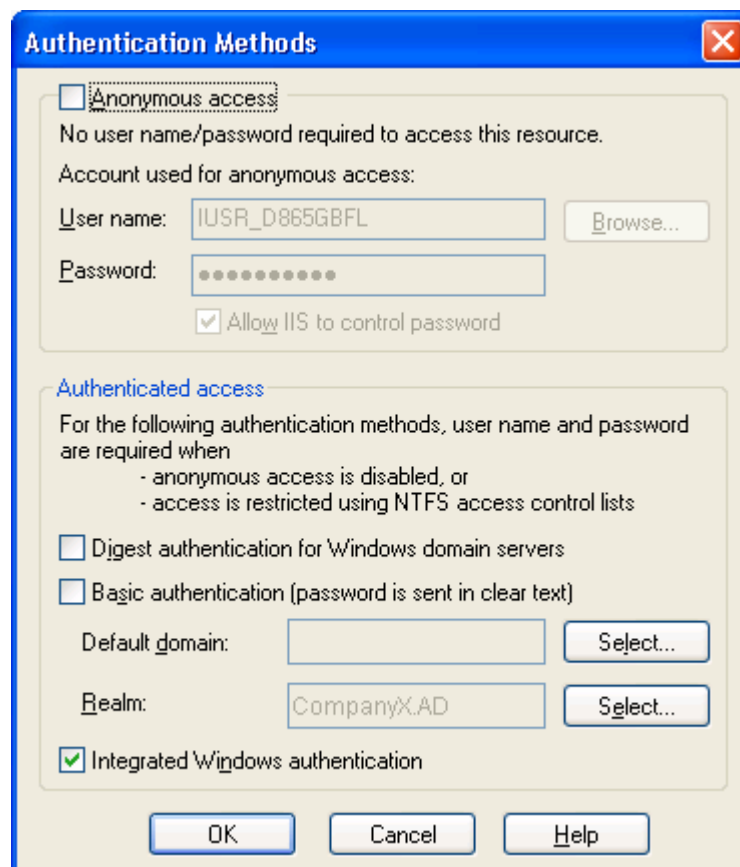 Authentication Methods
Anonymous access
No user name/password required to access this resource.
Account used for anonymous access:
User name: IUSR_D865GBFL Browse...
Password: ●●●●●●●●●●
Allow IIS to control password
Authenticated access
For the following authentication methods, user name and password
are required when
- anonymous access is disabled, or
- access is restricted using NTFS access control lists
Digest authentication for Windows domain servers
Basic authentication (password is sent in clear text)
Default domain: Select...
Realm: CompanyX.AD Select...
Integrated Windows authentication
OK Cancel Help